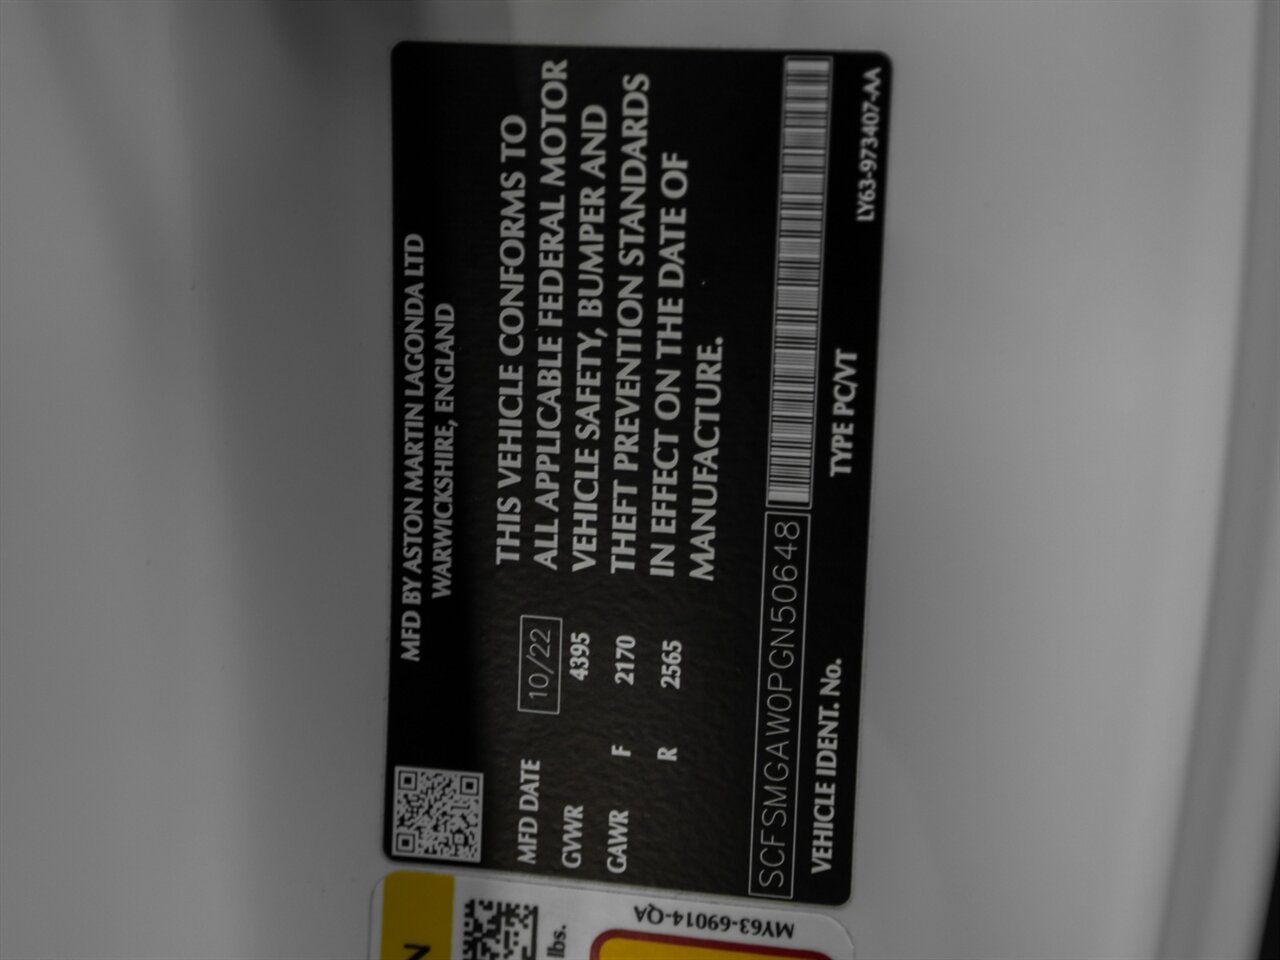 MFD BY ASTON MARTIN LAGONDA LTD
WARWICKSHIRE, ENGLAND
MFD DATE 10/22
GVWR 4395
GAWR F 2170
R 2565
THIS VEHICLE CONFORMS TO
ALL APPLICABLE FEDERAL MOTOR
VEHICLE SAFETY, BUMPER AND
THEFT PREVENTION STANDARDS
IN EFFECT ON THE DATE OF
MANUFACTURE.
SCFSMGAW0PGN50648
VEHICLE IDENT. No. TYPE PC/VT
LY63-973407-AA
N
lbs.
MY63-69014-QA